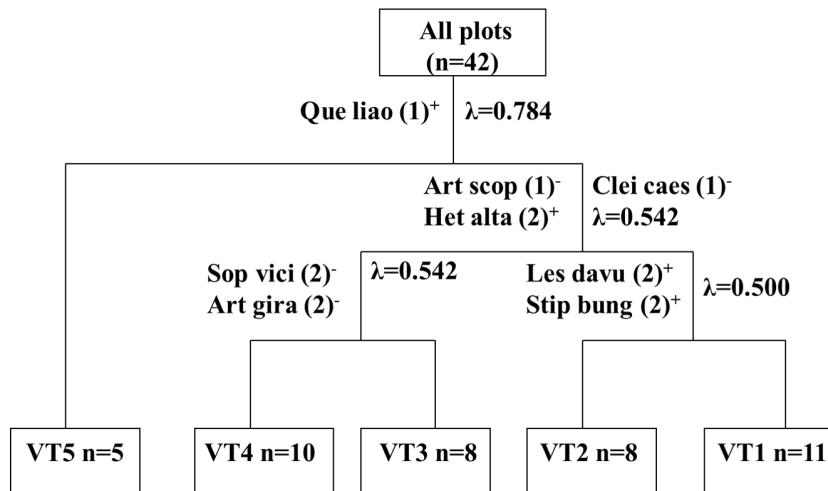 All plots
(n=42)
Que liao (1)⁺ λ=0.784
Art scop (1)⁻ Clei caes (1)⁻
Het alta (2)⁺ λ=0.542
Sop vici (2)⁻ λ=0.542 Les davu (2)⁺
Art gira (2)⁻ Stip bung (2)⁺ λ=0.500
VT5 n=5 VT4 n=10 VT3 n=8 VT2 n=8 VT1 n=11